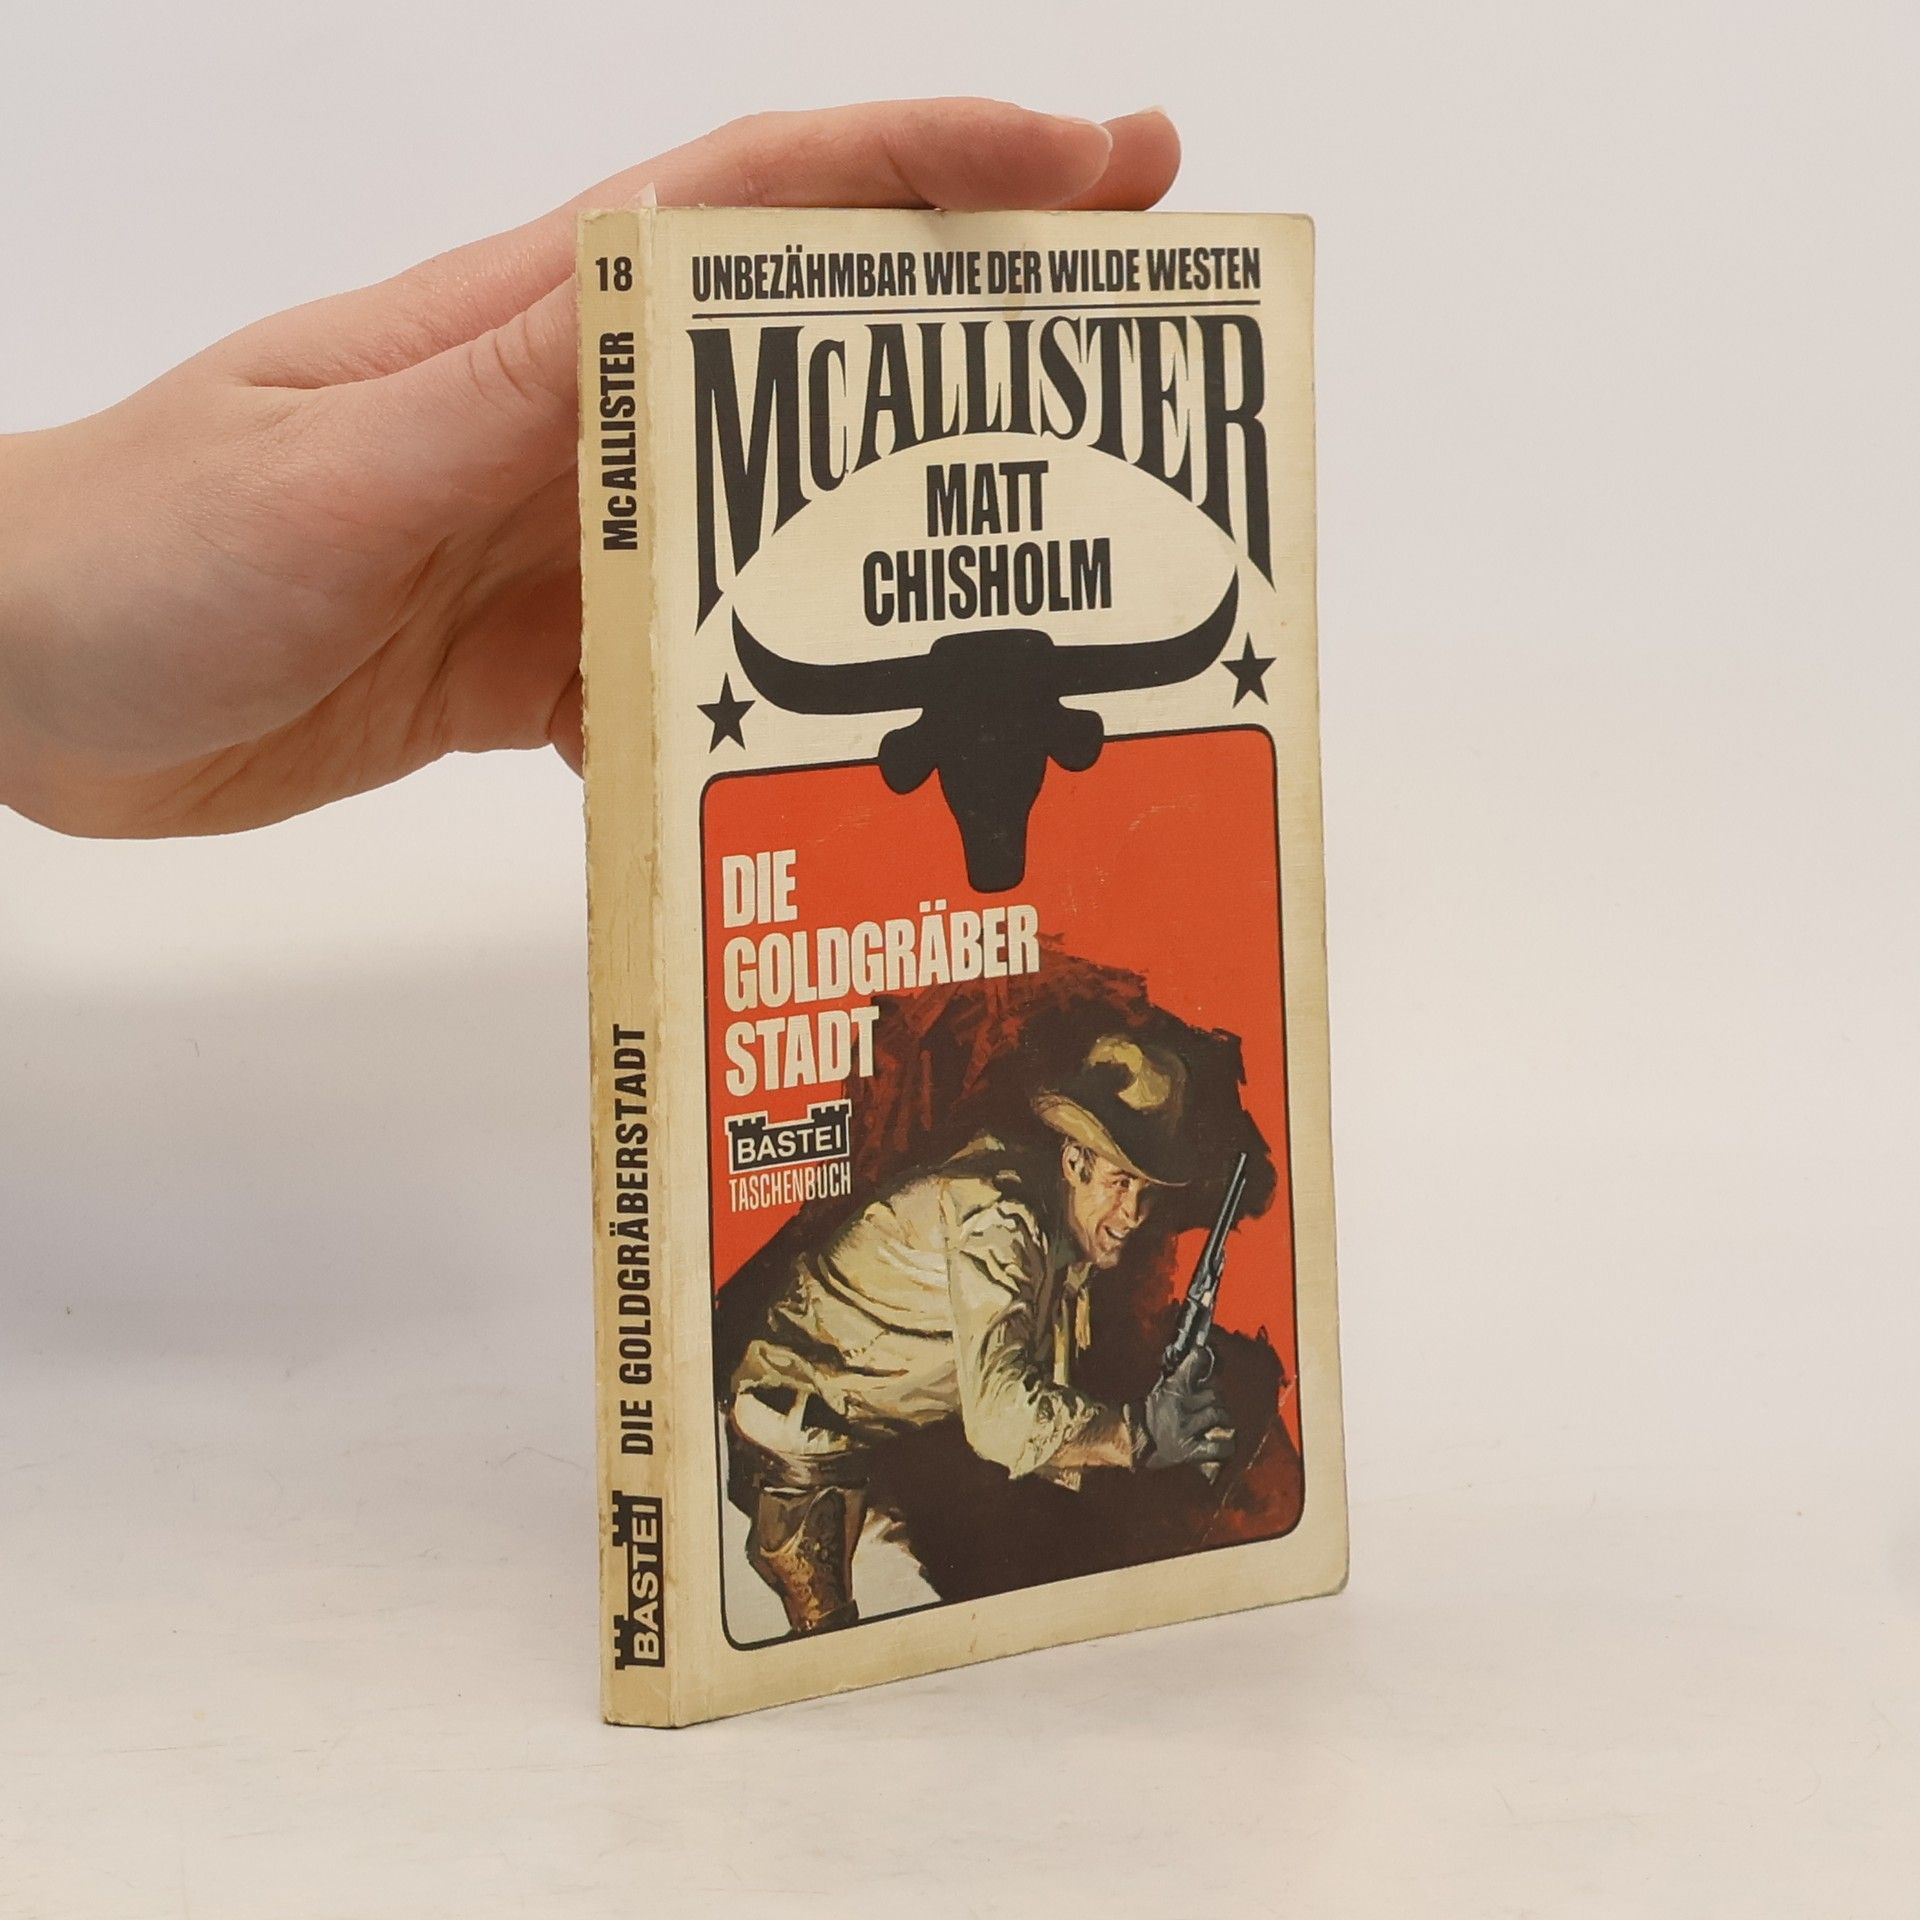 18
McALLISTER
DIE GOLDGRÄBERSTADT
BASTEI
UNBEZÄHMBAR WIE DER WILDE WESTEN
McALLISTER
MATT
CHISHOLM
DIE
GOLDGRÄBER
STADT
BASTEI
TASCHENBUCH